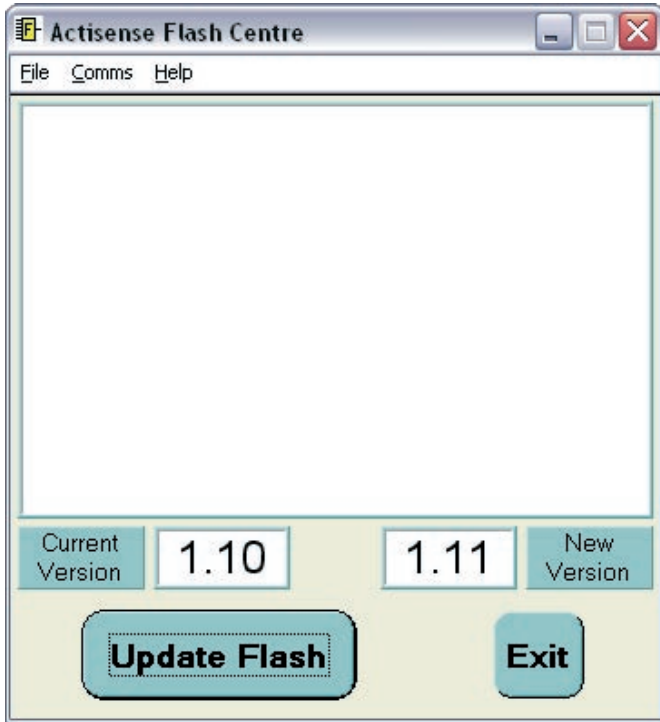 Actisense Flash Centre
File Comms Help
Current
Version
1.10
1.11
New
Version
Update Flash
Exit